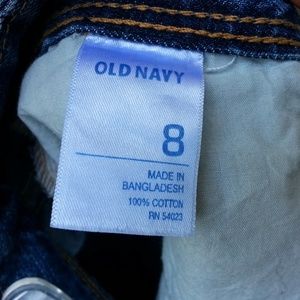 OLD NAVY
8
MADE IN
BANGLADESH
100% COTTON
RN 54023